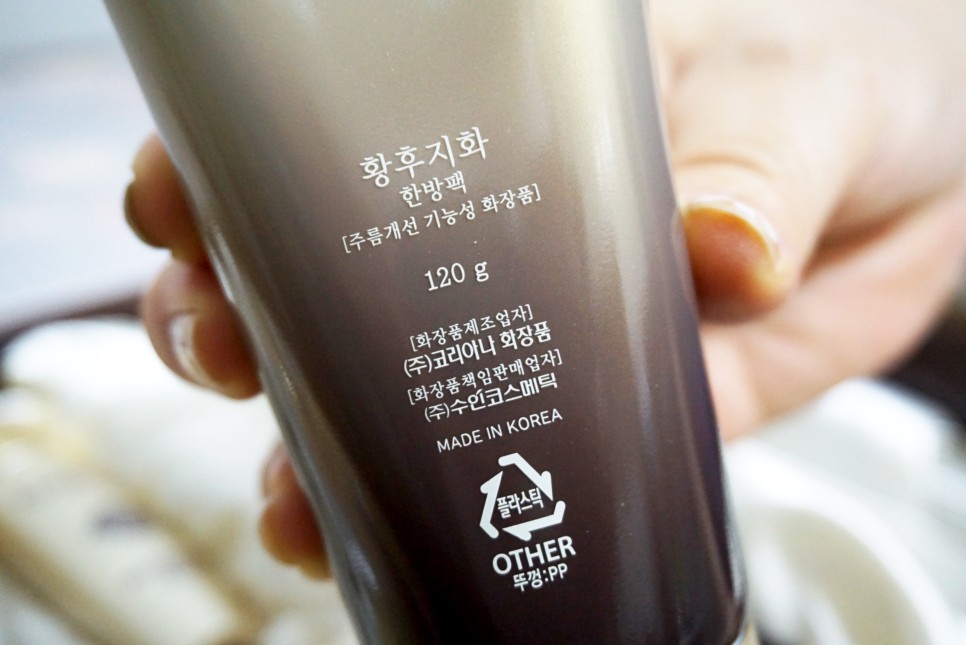 황후지화
한방팩
[주름개선 기능성 화장품]
120 g
[화장품제조업자]
(주)코리아나 화장품
[화장품책임판매업자]
(주)수인코스메틱
MADE IN KOREA
플라스틱
OTHER
뚜껑:PP